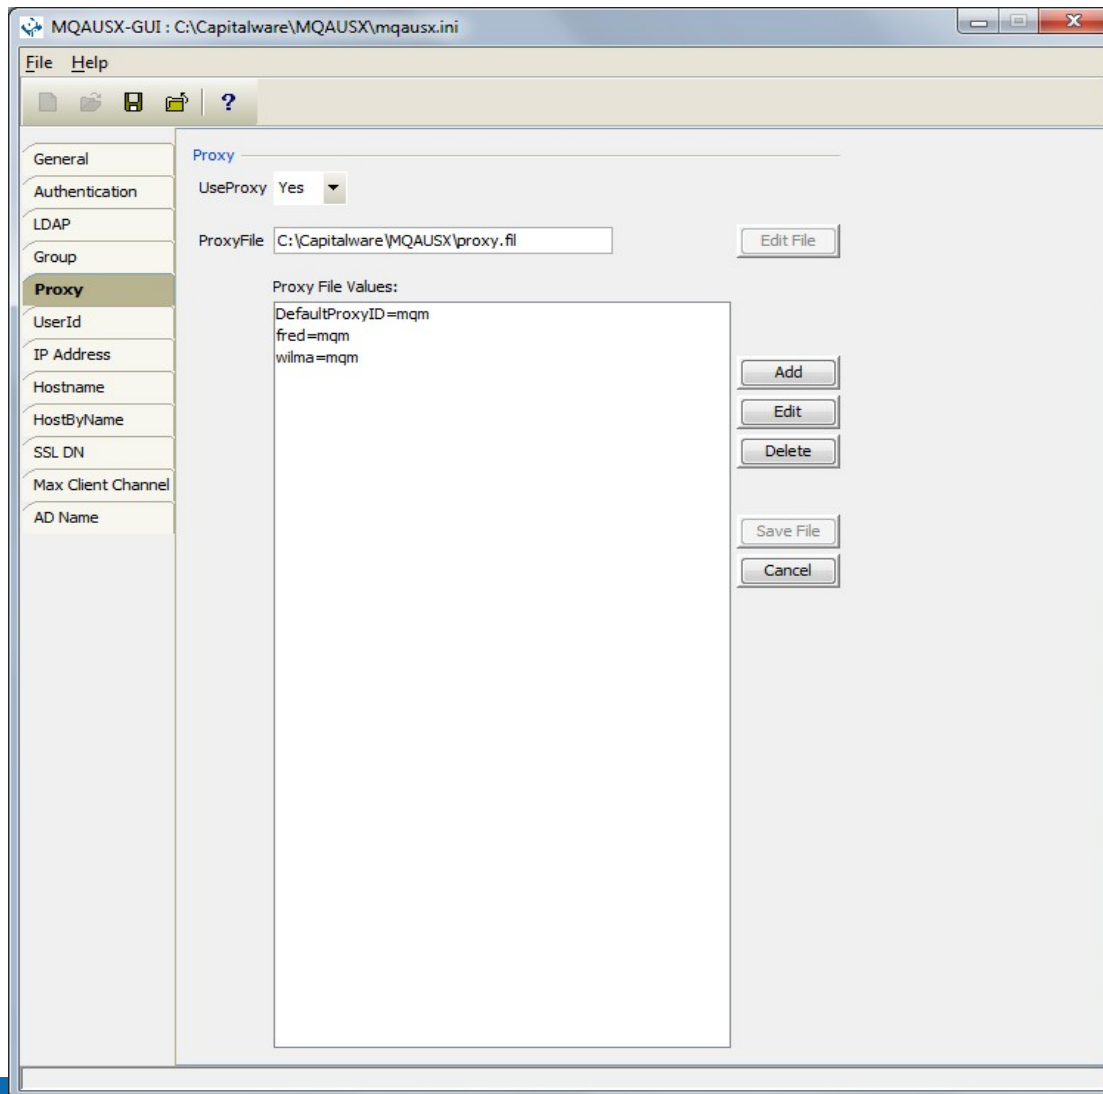 MQAUSX-GUI : C:\Capitalware\MQAUSX\mqausx.ini
File Help
?
General
Authentication
LDAP
Group
Proxy
UserId
IP Address
Hostname
HostByName
SSL DN
Max Client Channel
AD Name
Proxy
UseProxy Yes
ProxyFile C:\Capitalware\MQAUSX\proxy.fil Edit File
Proxy File Values:
DefaultProxyID=mqm
fred=mqm
wilma=mqm
Add
Edit
Delete
Save File
Cancel